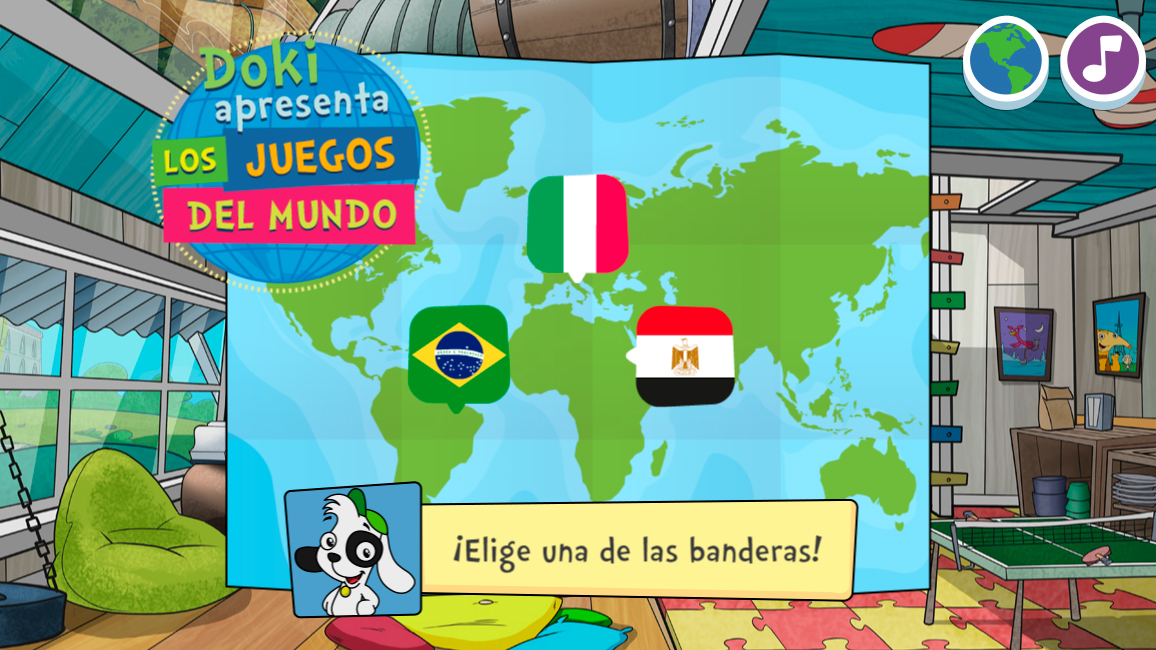 Doki
apresenta
LOS JUEGOS
DEL MUNDO
¡Elige una de las banderas!